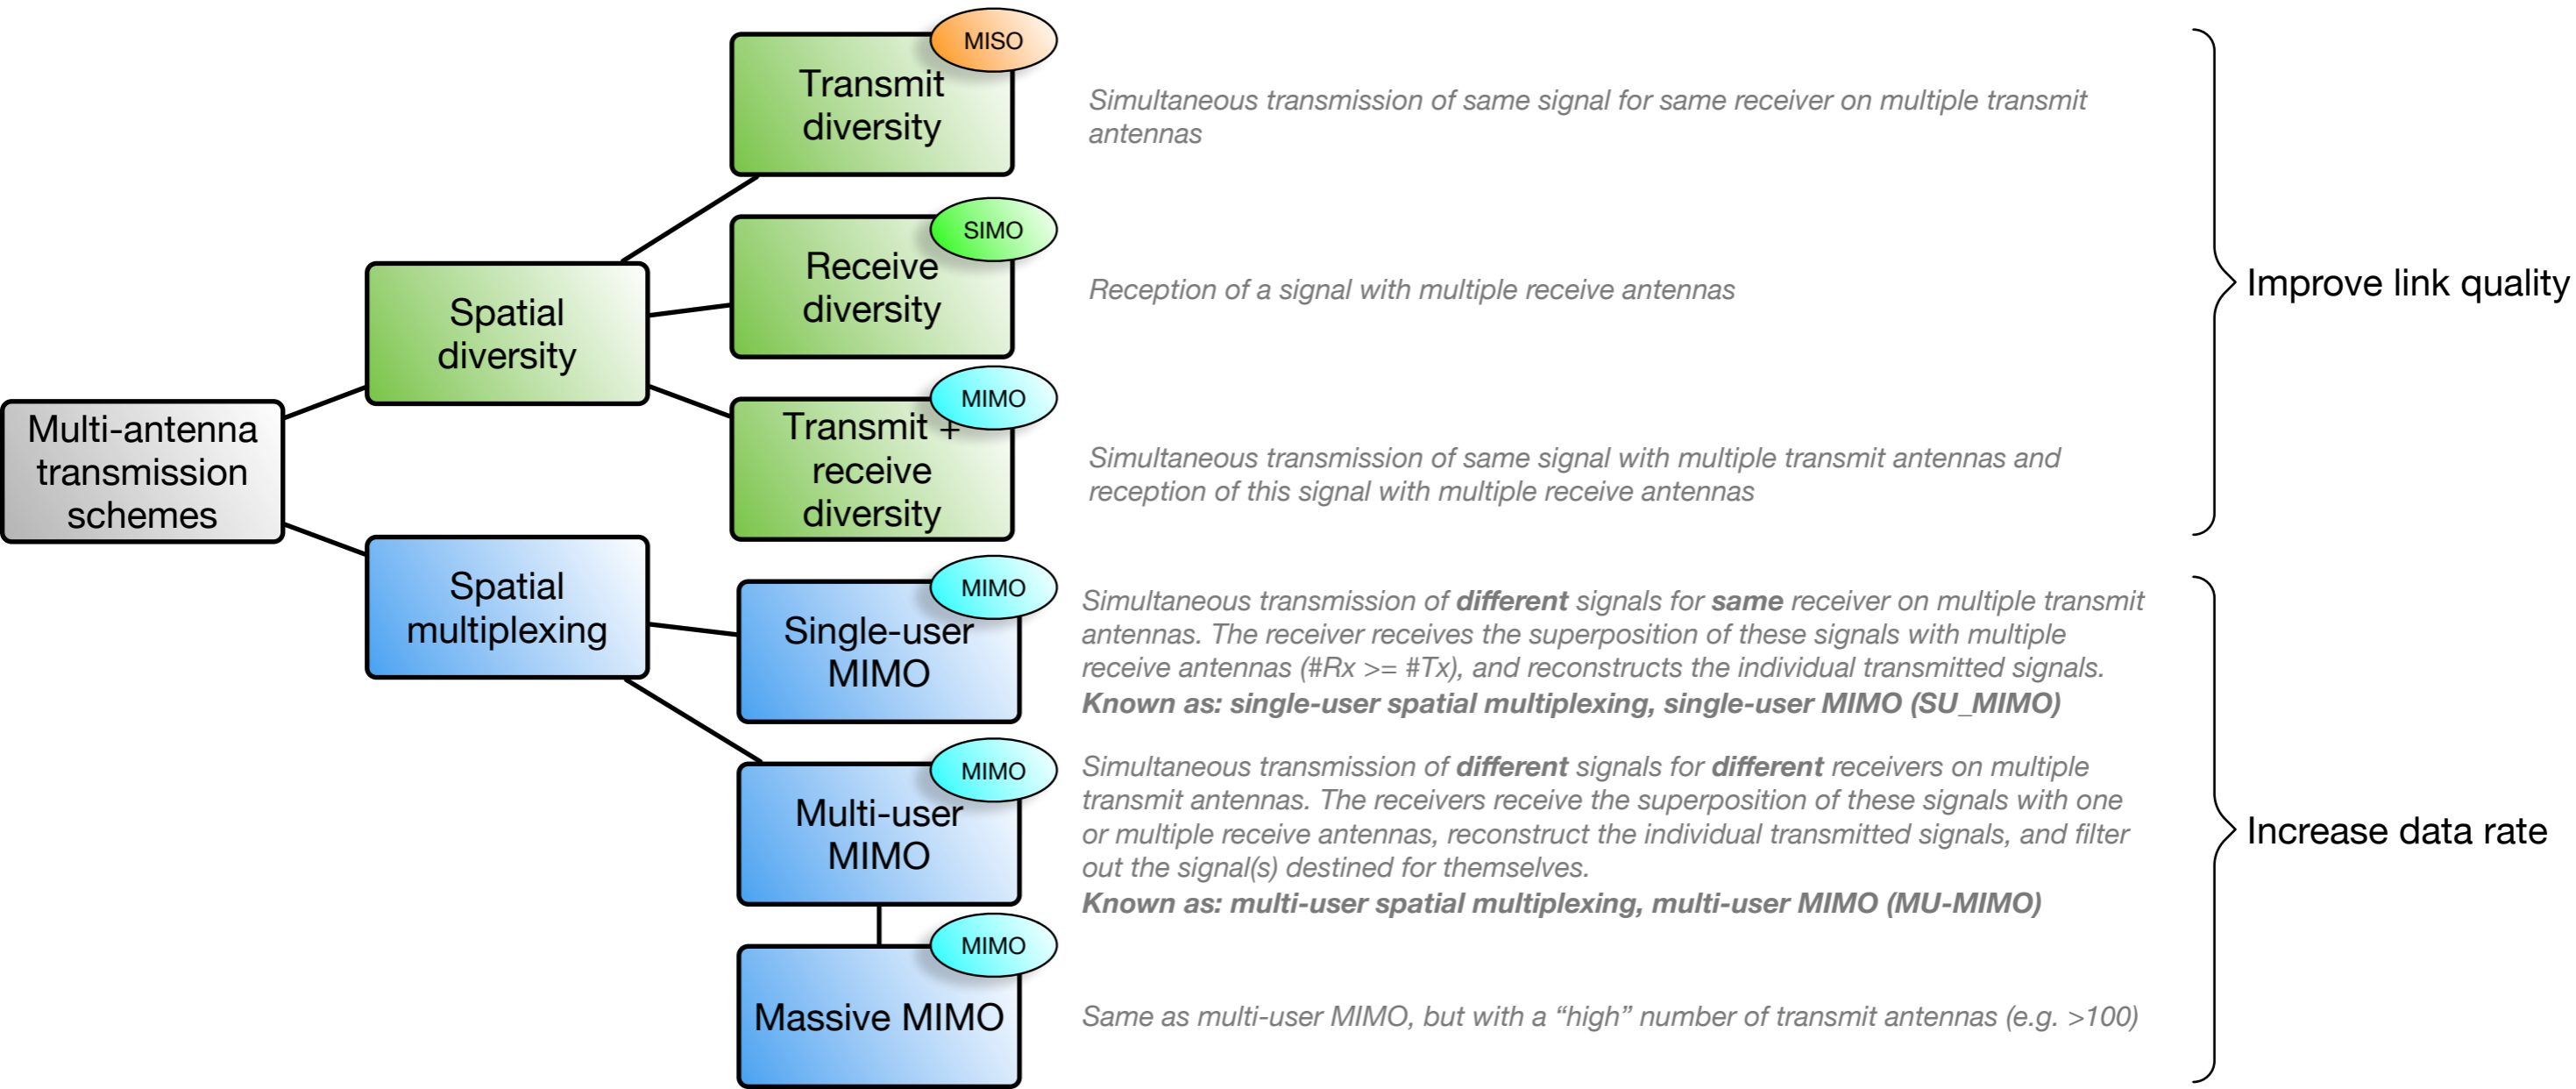 MISO
Transmit
diversity
Simultaneous transmission of same signal for same receiver on multiple transmit
antennas
SIMO
Receive
diversity
Reception of a signal with multiple receive antennas
Improve link quality
Spatial
diversity
MIMO
Transmit +
receive
diversity
Simultaneous transmission of same signal with multiple transmit antennas and
reception of this signal with multiple receive antennas
Multi-antenna
transmission
schemes
Spatial
multiplexing
MIMO
Single-user
MIMO
Simultaneous transmission of different signals for same receiver on multiple transmit
antennas. The receiver receives the superposition of these signals with multiple
receive antennas (#Rx >= #Tx), and reconstructs the individual transmitted signals.
Known as: single-user spatial multiplexing, single-user MIMO (SU_MIMO)
MIMO
Multi-user
MIMO
Simultaneous transmission of different signals for different receivers on multiple
transmit antennas. The receivers receive the superposition of these signals with one
or multiple receive antennas, reconstruct the individual transmitted signals, and filter
out the signal(s) destined for themselves.
Known as: multi-user spatial multiplexing, multi-user MIMO (MU-MIMO)
Increase data rate
MIMO
Massive MIMO
Same as multi-user MIMO, but with a “high” number of transmit antennas (e.g. >100)